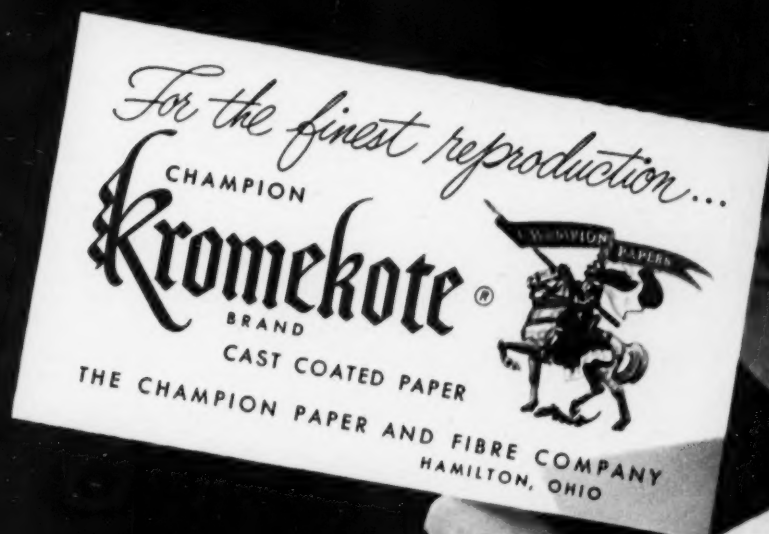 For the finest reproduction...
CHAMPION
Kromekote ®
BRAND
CAST COATED PAPER
CHAMPION PAPERS
THE CHAMPION PAPER AND FIBRE COMPANY
HAMILTON, OHIO